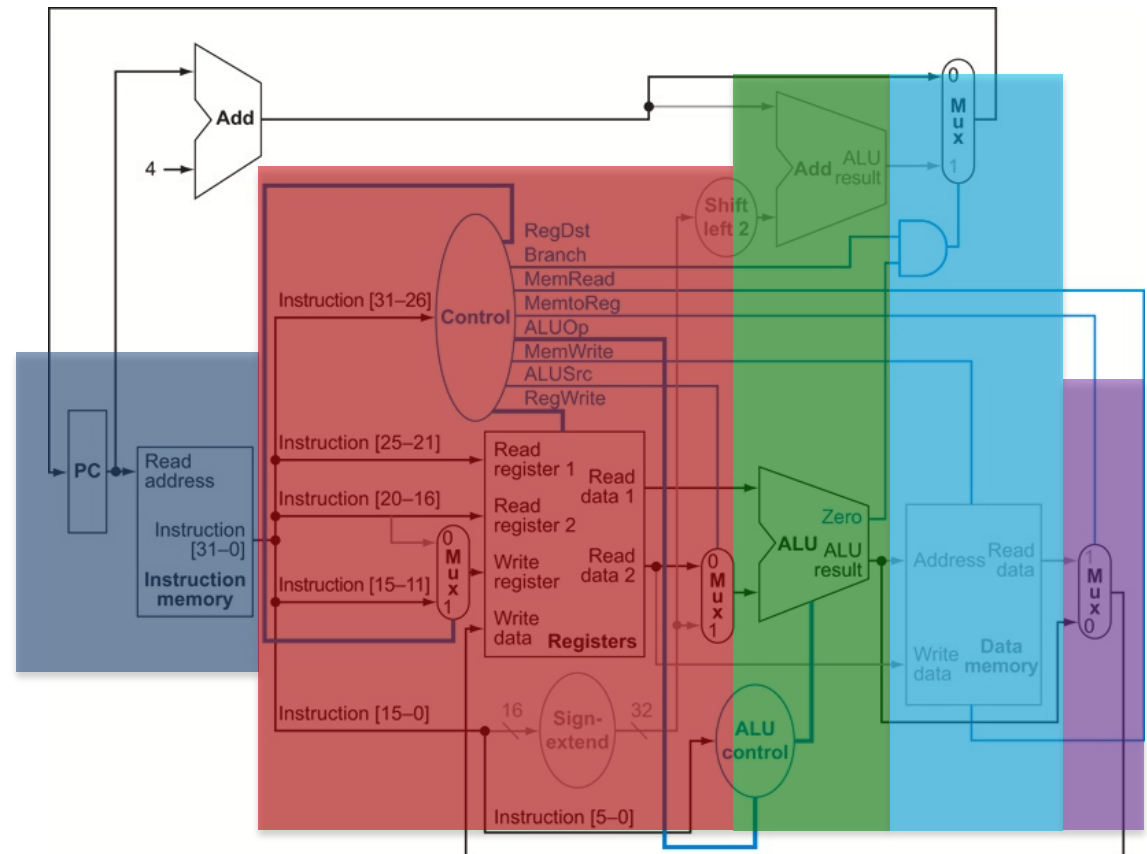 Add
4
0
M
u
x
1
Add
ALU
result
Shift
left 2
RegDst
Branch
MemRead
MemtoReg
ALUOp
MemWrite
ALUSrc
RegWrite
Control
Instruction [31–26]
PC
Read
address
Instruction
[31–0]
Instruction
memory
Instruction [25–21]
Instruction [20–16]
Instruction [15–11]
0
M
u
x
1
Read
register 1
Read
register 2
Write
register
Write
data
Read
data 1
Read
data 2
Registers
0
M
u
x
1
Zero
ALU
ALU
result
Address
Read
data
Write
data
Data
memory
1
M
u
x
0
Instruction [15–0]
16
Sign-
extend
32
ALU
control
Instruction [5–0]